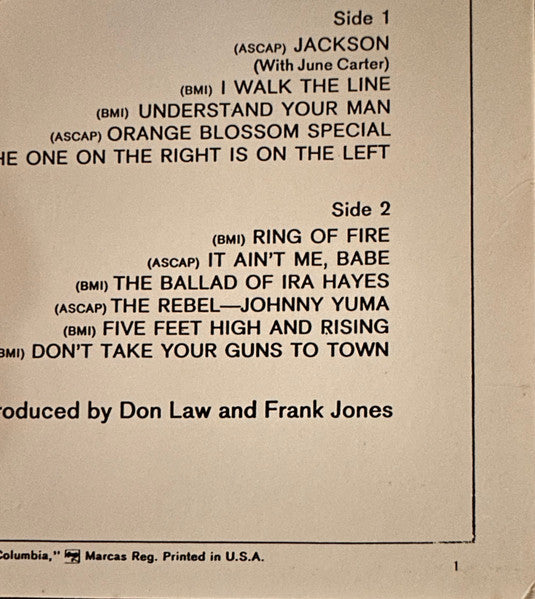 Side 1
(ASCAP) JACKSON
(With June Carter)
(BMI) I WALK THE LINE
(BMI) UNDERSTAND YOUR MAN
(ASCAP) ORANGE BLOSSOM SPECIAL
HE ONE ON THE RIGHT IS ON THE LEFT
Side 2
(BMI) RING OF FIRE
(ASCAP) IT AIN'T ME, BABE
(BMI) THE BALLAD OF IRA HAYES
(ASCAP) THE REBEL—JOHNNY YUMA
(BMI) FIVE FEET HIGH AND RISING
BMI) DON'T TAKE YOUR GUNS TO TOWN
roduced by Don Law and Frank Jones
Columbia," Marcas Reg. Printed in U.S.A.
1